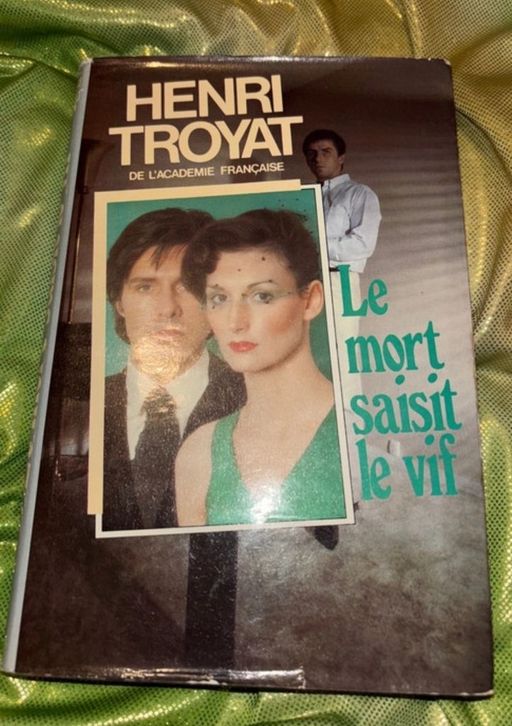 HENRI
TROYAT
DE L'ACADEMIE FRANÇAISE
Le
mort
saisit
le vif